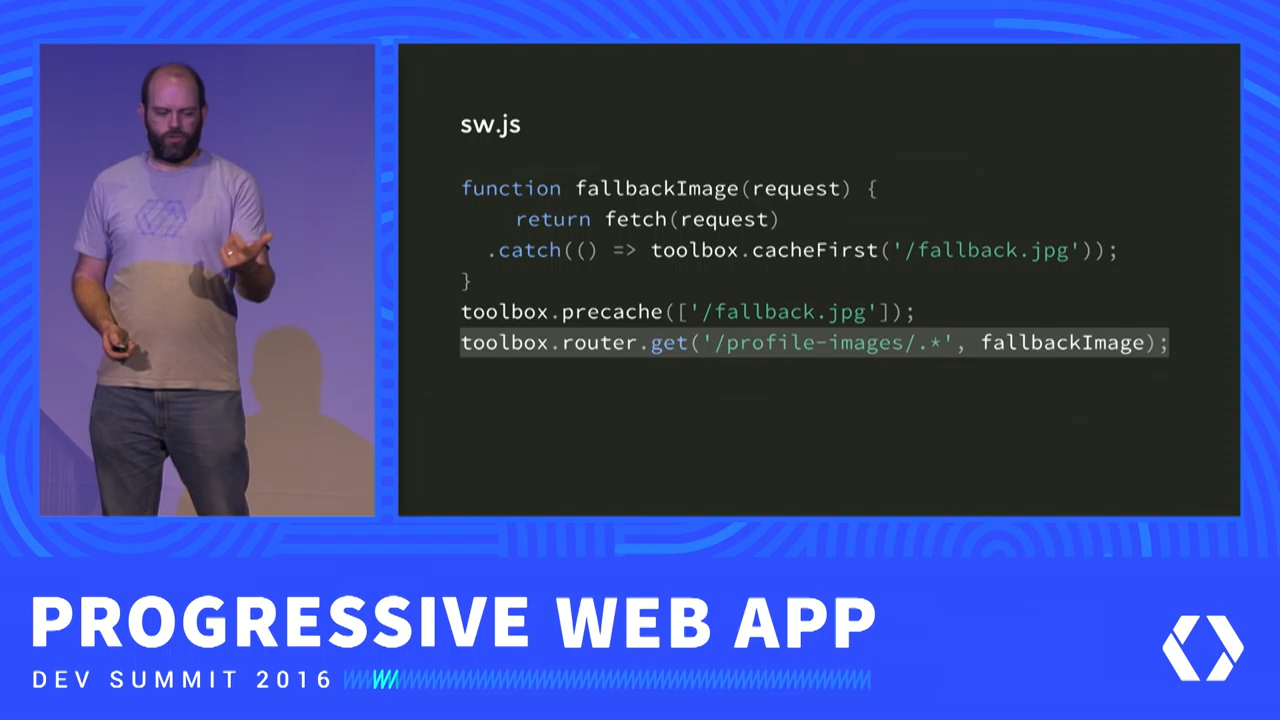 sw.js
function fallbackImage(request) {
return fetch(request)
.catch(() => toolbox.cacheFirst('/fallback.jpg'));
}
toolbox.precache(['/fallback.jpg']);
toolbox.router.get('/profile-images/.*', fallbackImage);
PROGRESSIVE WEB APP
DEV SUMMIT 2016